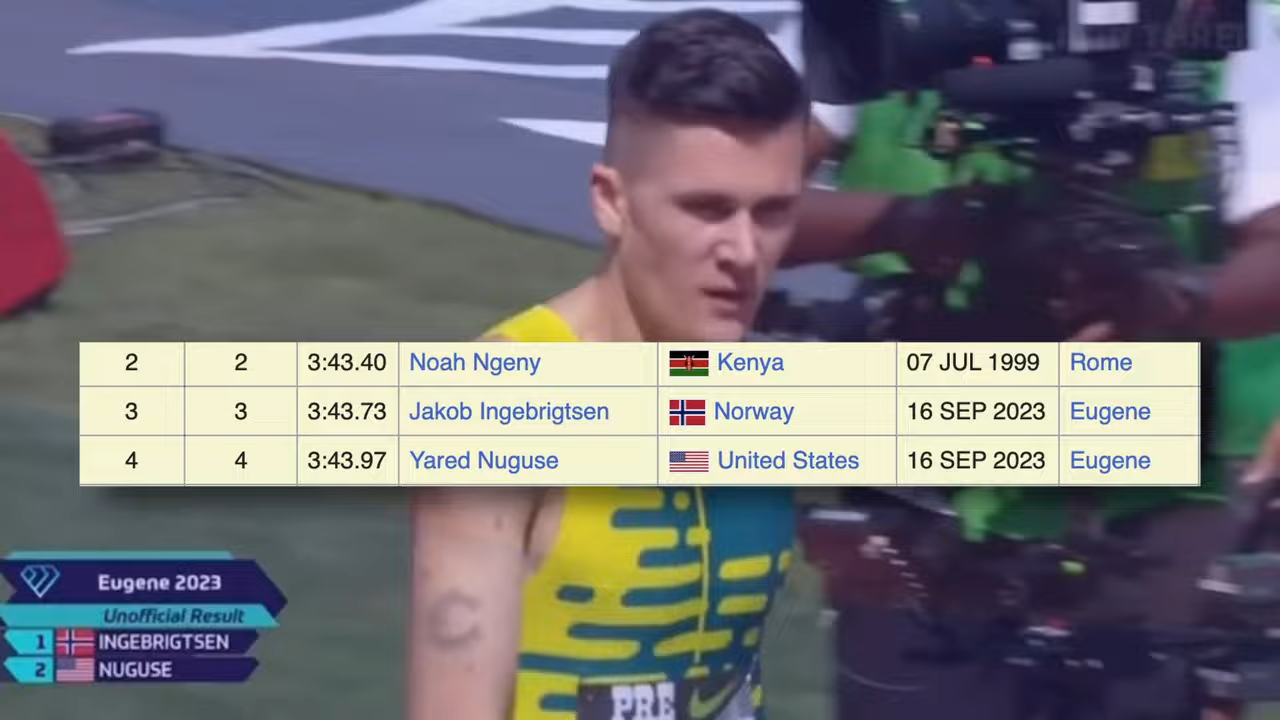 2 2 3:43.40 Noah Ngeny Kenya 07 JUL 1999 Rome
3 3 3:43.73 Jakob Ingebrigtsen Norway 16 SEP 2023 Eugene
4 4 3:43.97 Yared Nuguse United States 16 SEP 2023 Eugene
Eugene 2023
Unofficial Result
1 INGEBRIGTSEN
2 NUGUSE
PRE